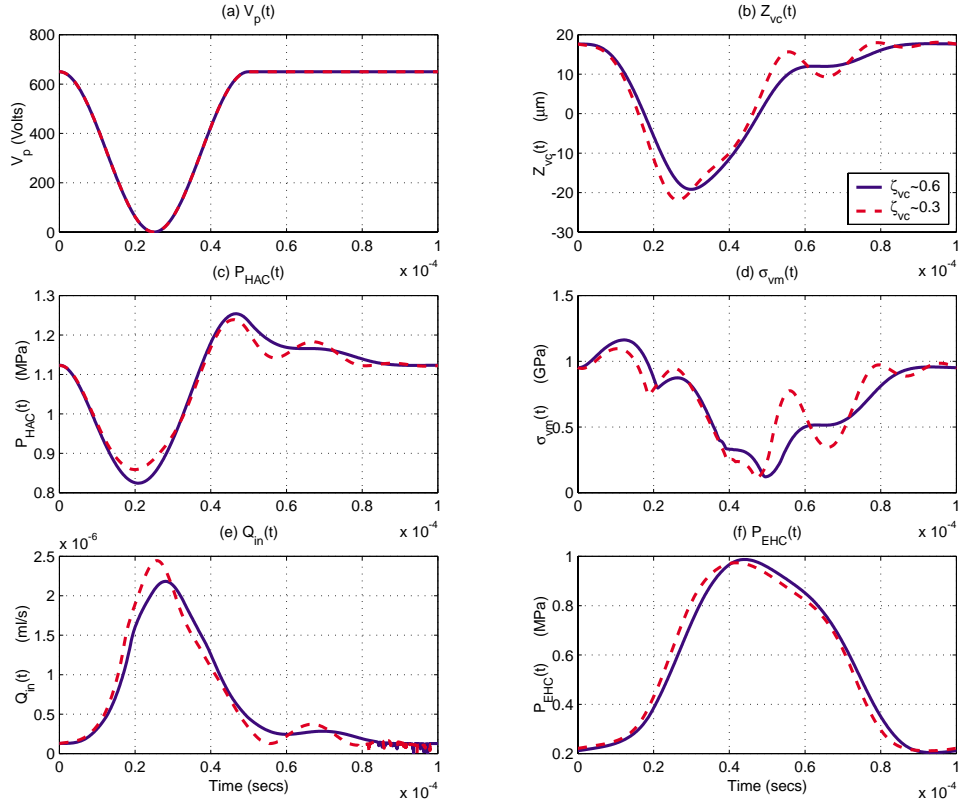 (a) V_p(t)
V_p (Volts)
800
600
400
200
0
0 0.2 0.4 0.6 0.8 1
x 10^-4
(b) Z_vc(t)
Z_vc(t) (μm)
20
10
0
-10
-20
-30
ζ_vc~0.6
ζ_vc~0.3
0 0.2 0.4 0.6 0.8 1
x 10^-4
(c) P_HAC(t)
P_HAC(t) (MPa)
1.3
1.2
1.1
1
0.9
0.8
0 0.2 0.4 0.6 0.8 1
x 10^-4
(d) σ_vm(t)
σ_vm(t) (GPa)
1.5
1
0.5
0
0 0.2 0.4 0.6 0.8 1
x 10^-4
(e) Q_in(t)
x 10^-6
Q_in(t) (ml/s)
2.5
2
1.5
1
0.5
0
0 0.2 0.4 0.6 0.8 1
Time (secs)
x 10^-4
(f) P_EHC(t)
P_EHC(t) (MPa)
1
0.8
0.6
0.4
0.2
0 0.2 0.4 0.6 0.8 1
Time (secs)
x 10^-4